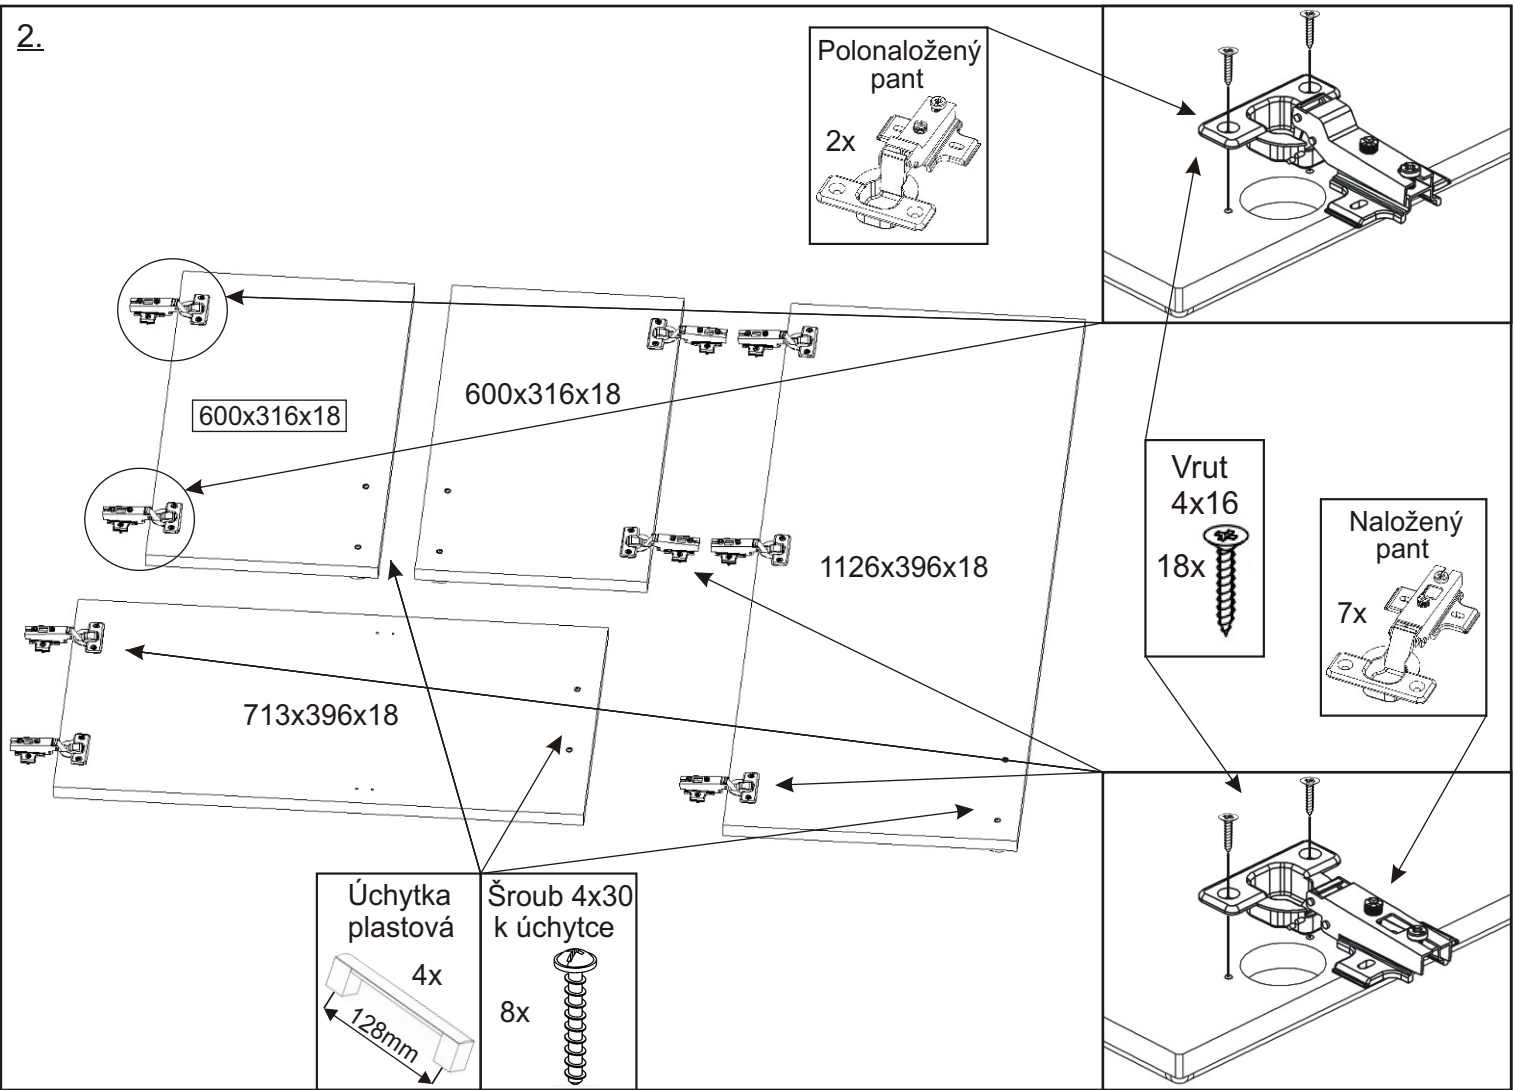 2.
Polonaložený
pant
2x
600x316x18
600x316x18
1126x396x18
Vrut
4x16
18x
Naložený
pant
7x
713x396x18
Úchytka
plastová
4x
128mm
Šroub 4x30
k úchytce
8x